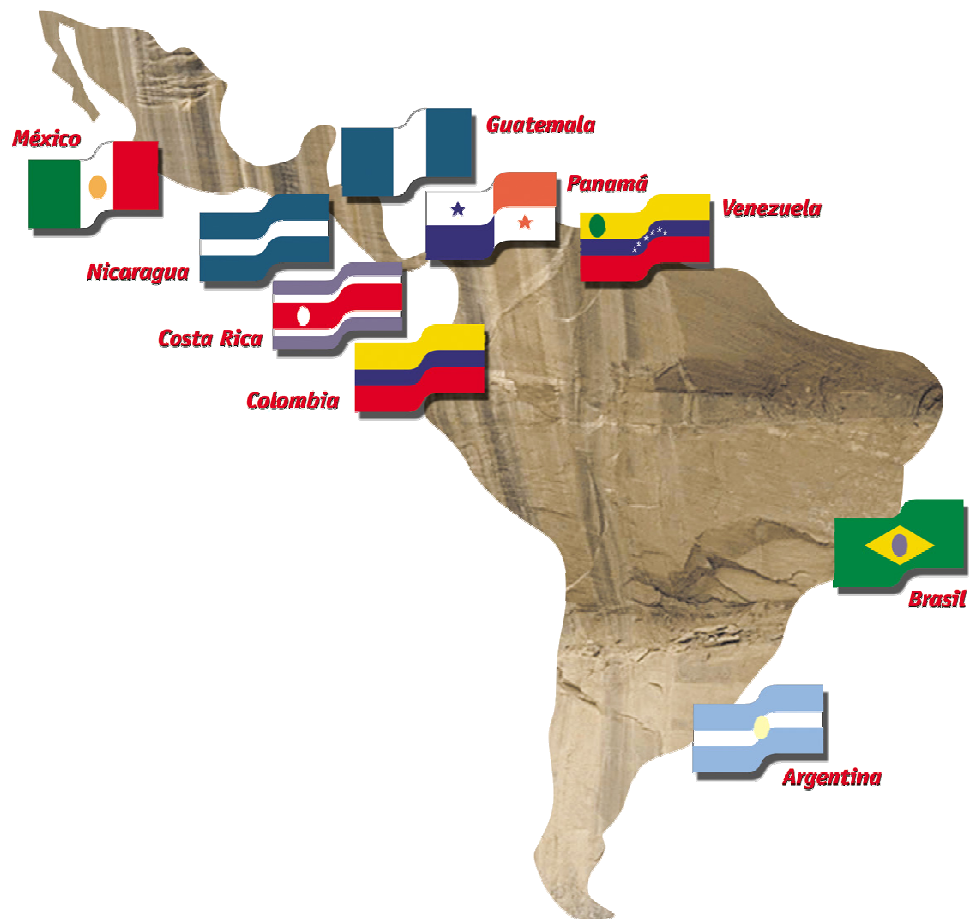 Guatemala
México
Panamá
Venezuela
Nicaragua
Costa Rica
Colombia
Brasil
Argentina